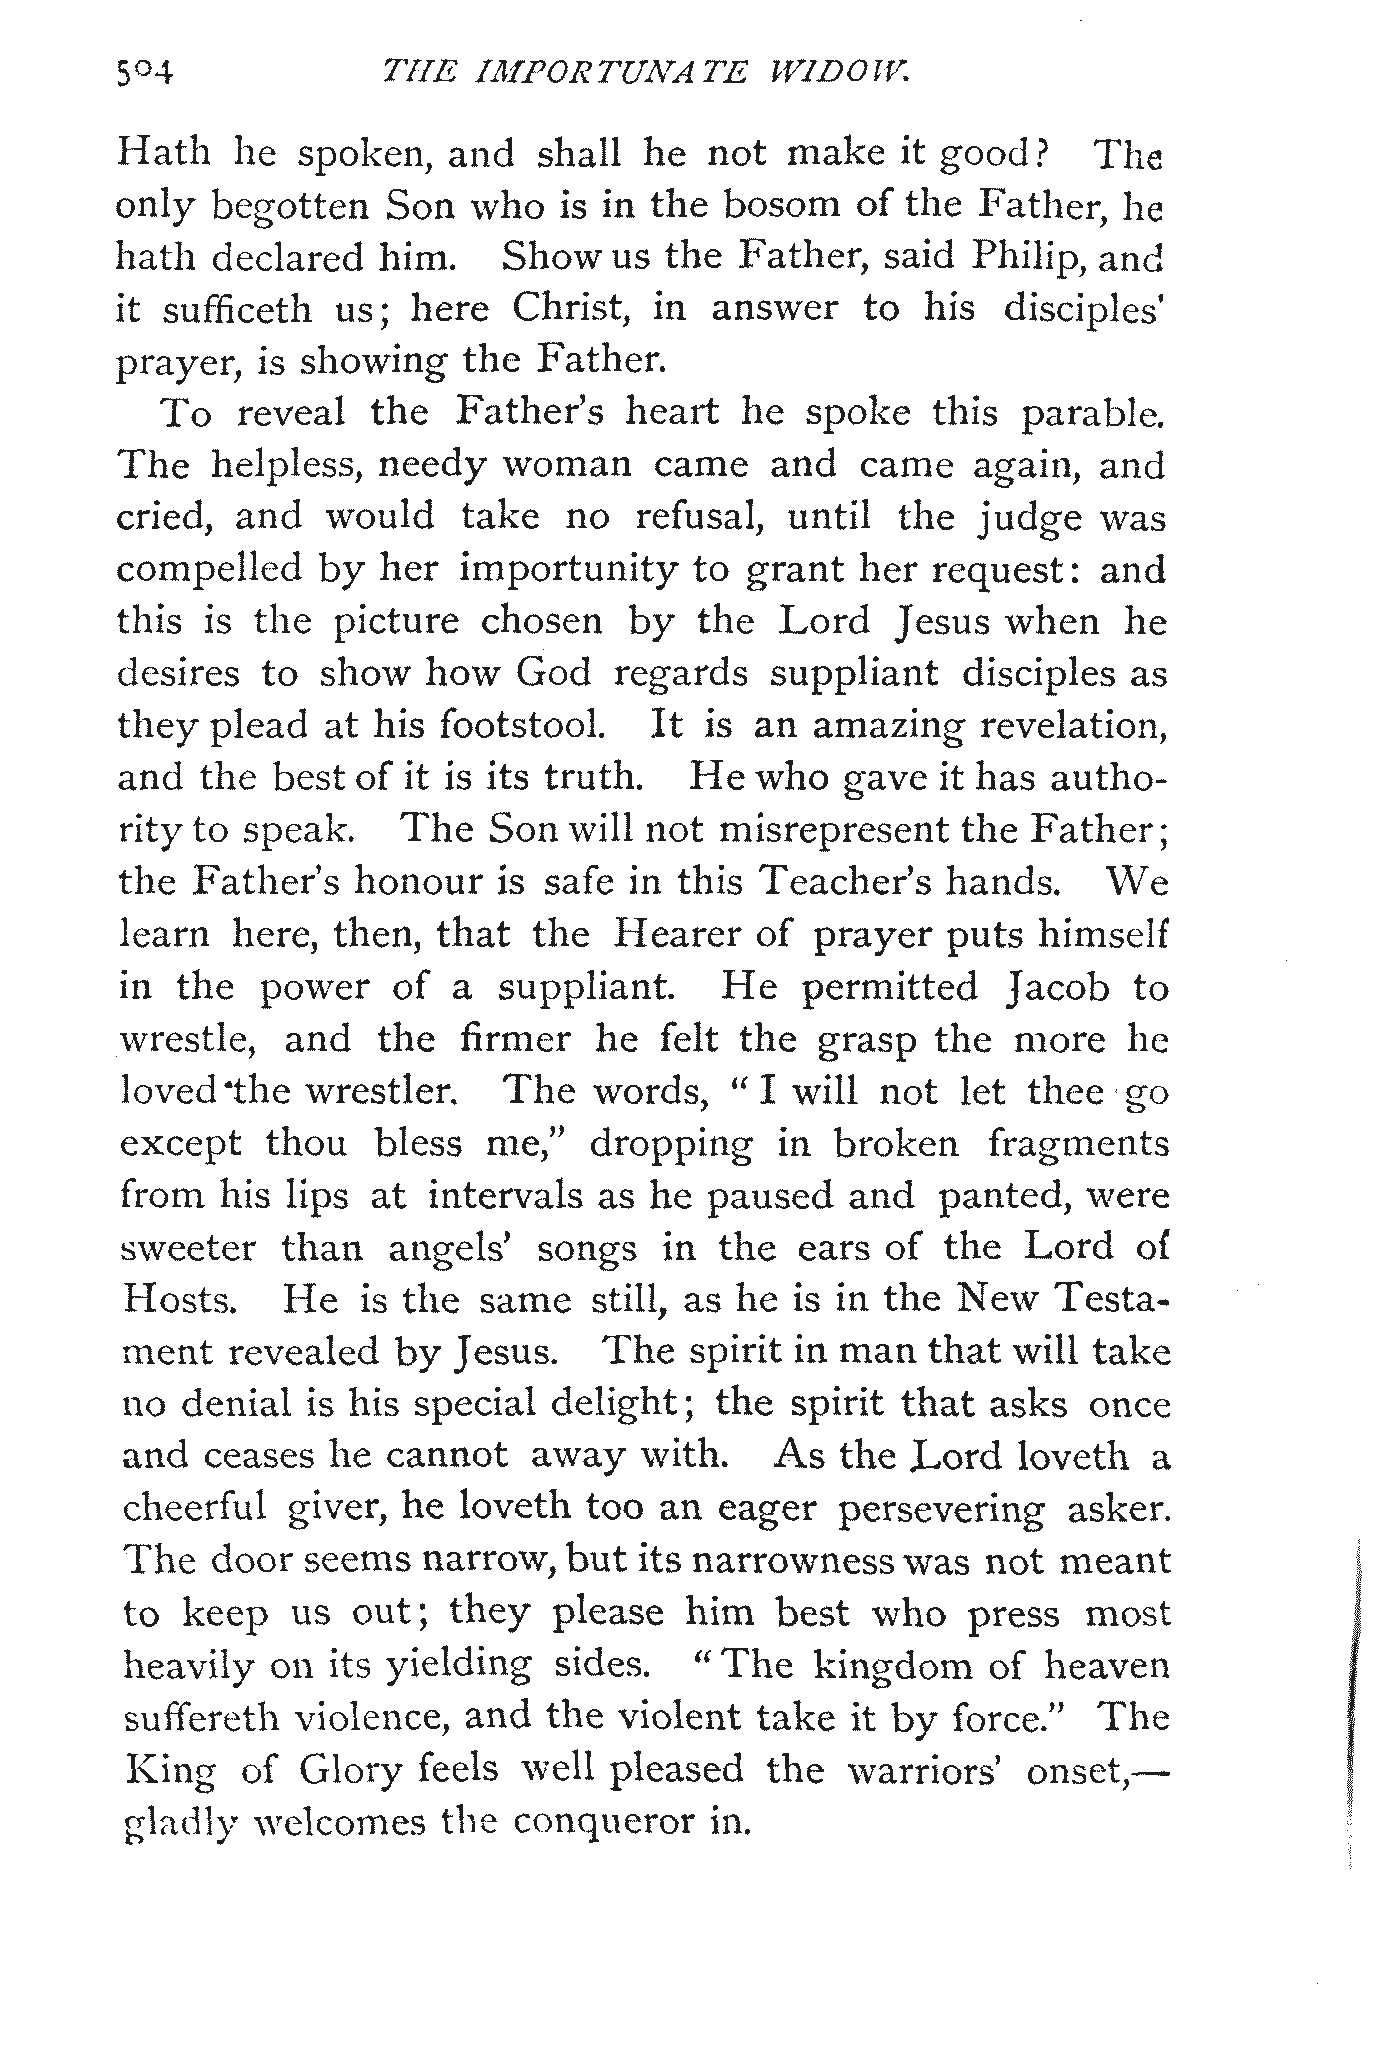 504 THE IMPORTUNATE WIDOW.
Hath he spoken, and shall he not make it good? The
only begotten Son who is in the bosom of the Father, he
hath declared him. Show us the Father, said Philip, and
it sufficeth us; here Christ, in answer to his disciples'
prayer, is showing the Father.
To reveal the Father's heart he spoke this parable.
The helpless, needy woman came and came again, and
cried, and would take no refusal, until the judge was
compelled by her importunity to grant her request: and
this is the picture chosen by the Lord Jesus when he
desires to show how God regards suppliant disciples as
they plead at his footstool. It is an amazing revelation,
and the best of it is its truth. He who gave it has autho-
rity to speak. The Son will not misrepresent the Father;
the Father's honour is safe in this Teacher's hands. We
learn here, then, that the Hearer of prayer puts himself
in the power of a suppliant. He permitted Jacob to
wrestle, and the firmer he felt the grasp the more he
loved the wrestler. The words, "I will not let thee go
except thou bless me," dropping in broken fragments
from his lips at intervals as he paused and panted, were
sweeter than angels' songs in the ears of the Lord of
Hosts. He is the same still, as he is in the New Testa-
ment revealed by Jesus. The spirit in man that will take
no denial is his special delight; the spirit that asks once
and ceases he cannot away with. As the Lord loveth a
cheerful giver, he loveth too an eager persevering asker.
The door seems narrow, but its narrowness was not meant
to keep us out; they please him best who press most
heavily on its yielding sides. "The kingdom of heaven
suffereth violence, and the violent take it by force." The
King of Glory feels well pleased the warriors' onset,—
gladly welcomes the conqueror in.